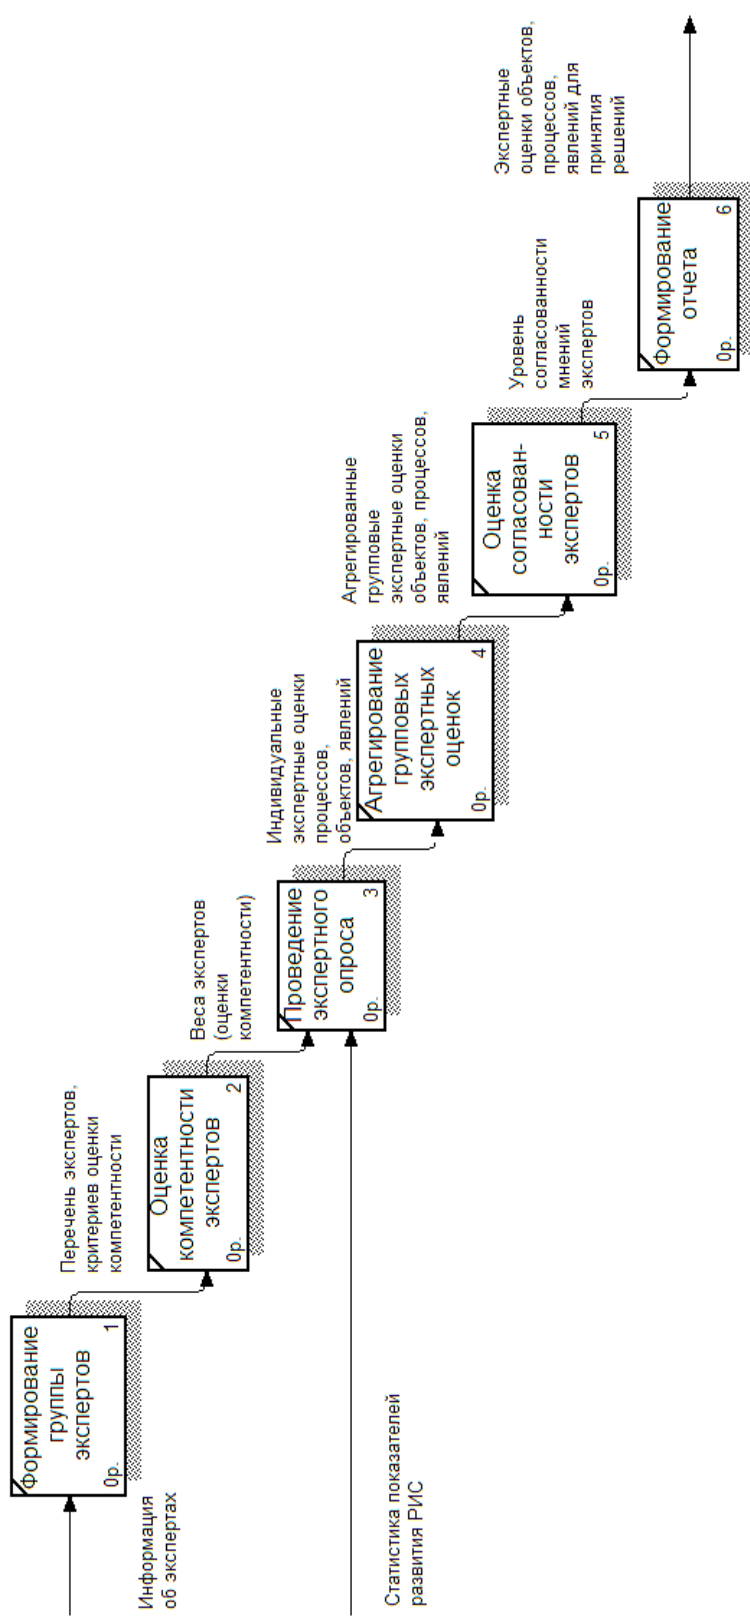 Информация
об экспертах
Формирование
группы
экспертов
0р.
1
Перечень экспертов,
критериев оценки
компетентности
Оценка
компетентности
экспертов
0р.
2
Веса экспертов
(оценки
компетентности)
Статистика показателей
развития РИС
Проведение
экспертного
опроса
0р.
3
Индивидуальные
экспертные оценки
процессов,
объектов, явлений
Агрегирование
групповых
экспертных
оценок
0р.
4
Агрегированные
групповые
экспертные оценки
объектов, процессов,
явлений
Оценка
согласован-
ности
экспертов
0р.
5
Уровень
согласованности
мнений
экспертов
Формирование
отчета
0р.
6
Экспертные
оценки объектов,
процессов,
явлений для
принятия
решений